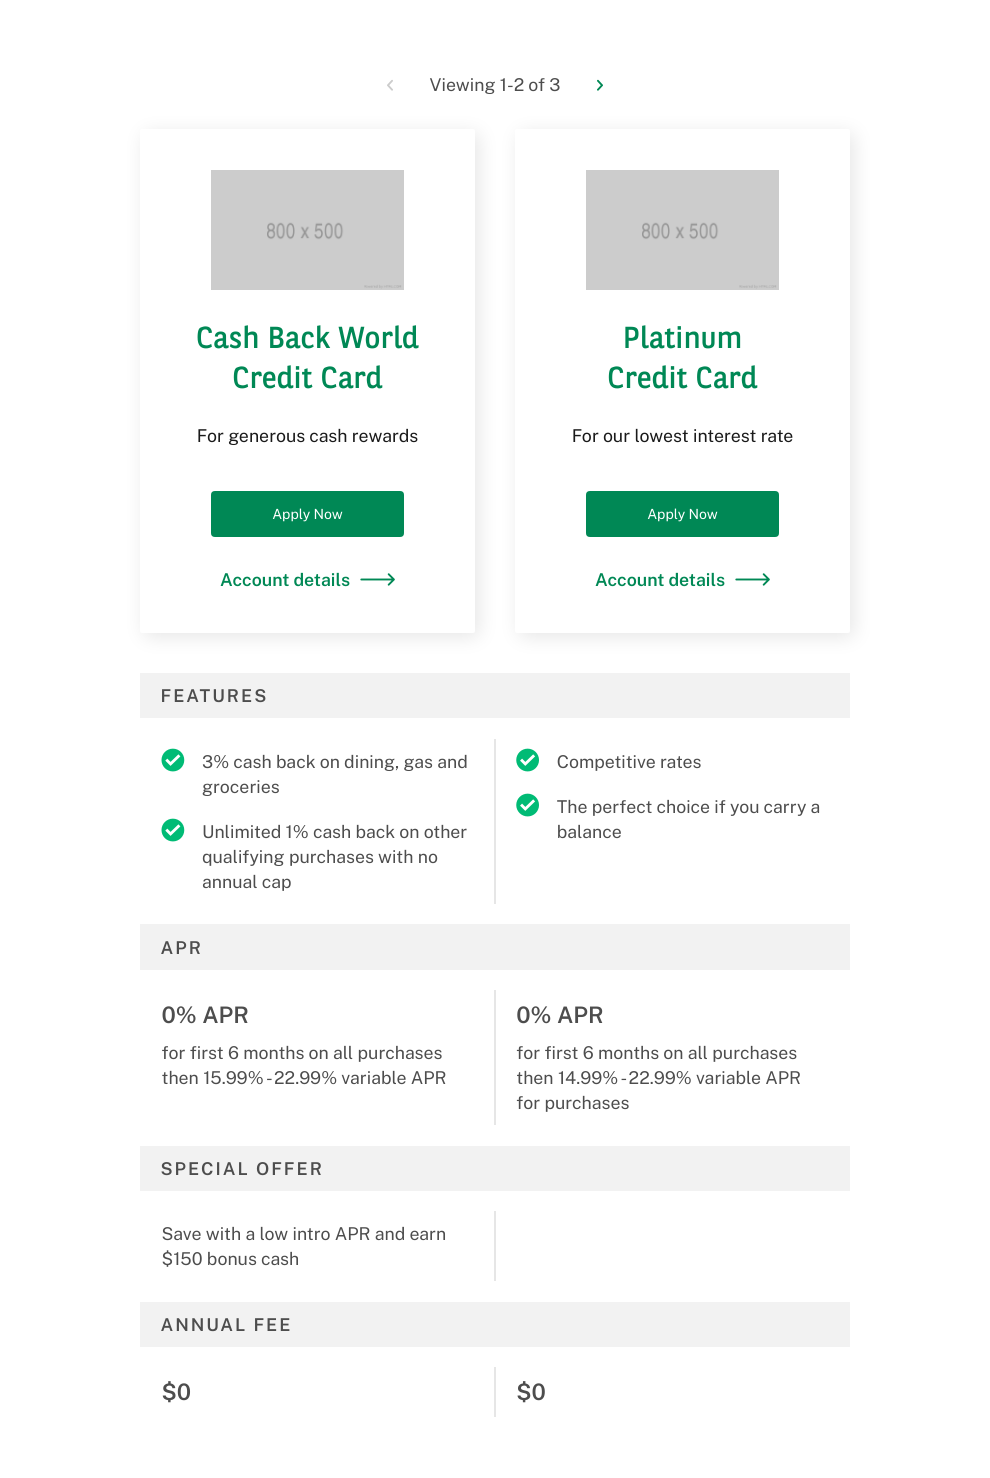 Viewing 1-2 of 3
800 x 500
800 x 500
Cash Back World
Credit Card
Platinum
Credit Card
For generous cash rewards
For our lowest interest rate
Apply Now
Apply Now
Account details
Account details
FEATURES
3% cash back on dining, gas and
groceries
Unlimited 1% cash back on other
qualifying purchases with no
annual cap
Competitive rates
The perfect choice if you carry a
balance
APR
0% APR
for first 6 months on all purchases
then 15.99% - 22.99% variable APR
0% APR
for first 6 months on all purchases
then 14.99% - 22.99% variable APR
for purchases
SPECIAL OFFER
Save with a low intro APR and earn
$150 bonus cash
ANNUAL FEE
$0
$0